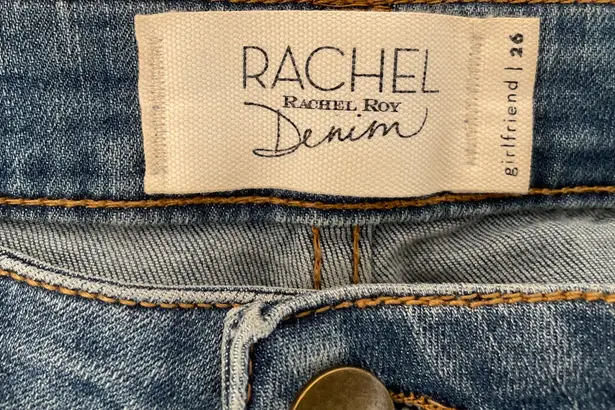 RACHEL
RACHEL ROY
Denim
girlfriend | 26